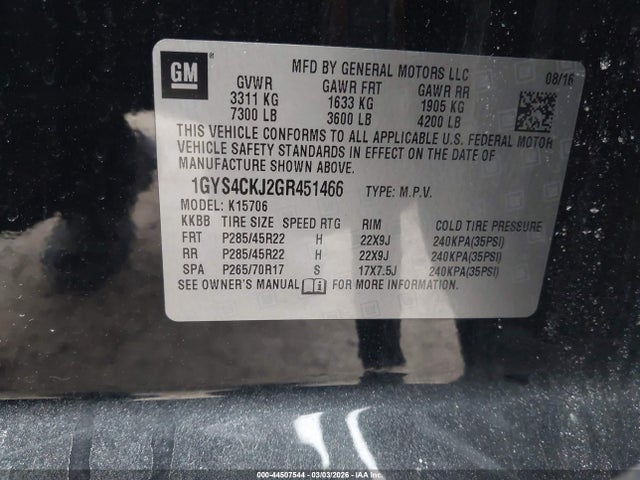 GM
MFD BY GENERAL MOTORS LLC 08/16
GVWR GAWR FRT GAWR RR
3311 KG 1633 KG 1905 KG
7300 LB 3600 LB 4200 LB
THIS VEHICLE CONFORMS TO ALL APPLICABLE U.S. FEDERAL MOTOR
VEHICLE SAFETY STANDARDS IN EFFECT ON THE DATE OF
MANUFACTURE SHOWN ABOVE.
1GYS4CKJ2GR451466 TYPE: M.P.V.
MODEL: K15706
KKBB TIRE SIZE SPEED RTG RIM COLD TIRE PRESSURE
FRT P285/45R22 H 22X9J 240KPA(35PSI)
RR P285/45R22 H 22X9J 240KPA(35PSI)
SPA P265/70R17 S 17X7.5J 240KPA(35PSI)
SEE OWNER'S MANUAL FOR MORE INFORMATION.
000-44507544 - 03/03/2026 - IAAI.com